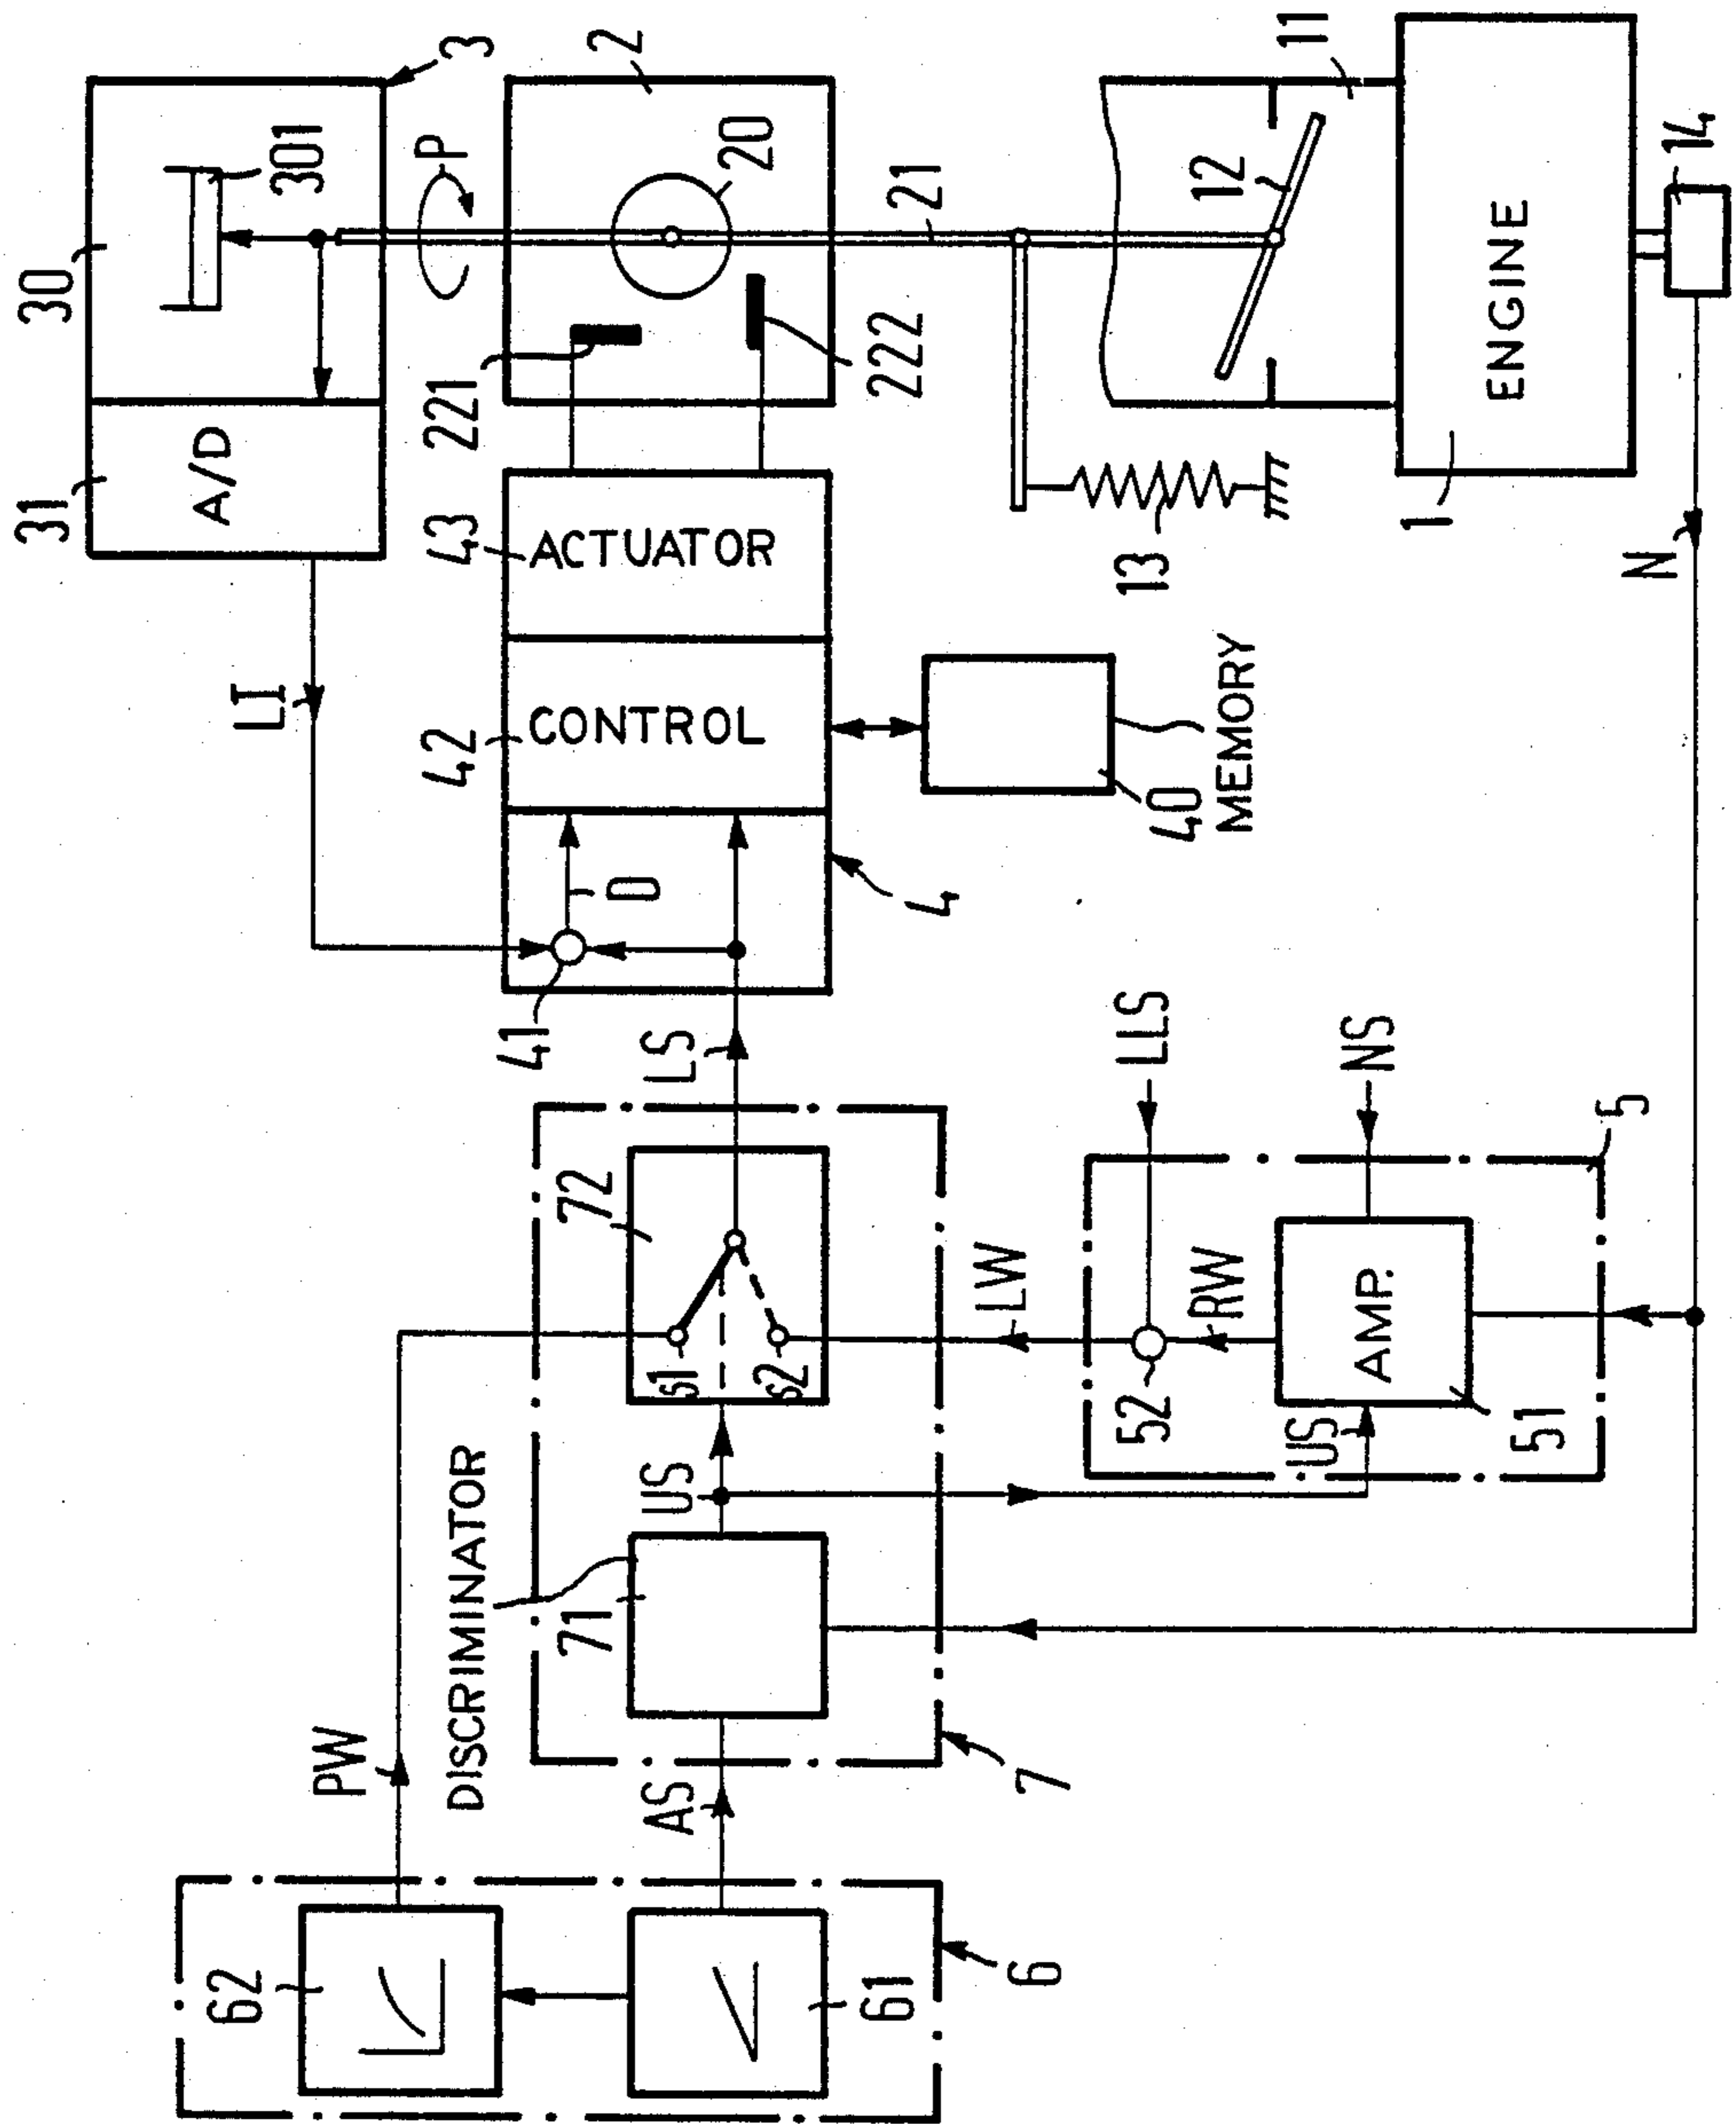 3
30
301
31
A/D
P
2
20
21
221
222
LI
43
ACTUATOR
42
CONTROL
40
MEMORY
D
41
4
LS
11
12
13
ENGINE
1
14
N
72
s1
s2
US
DISCRIMINATOR
71
7
LLS
NS
LW
RW
52
AMP.
51
US
5
PW
AS
62
61
6